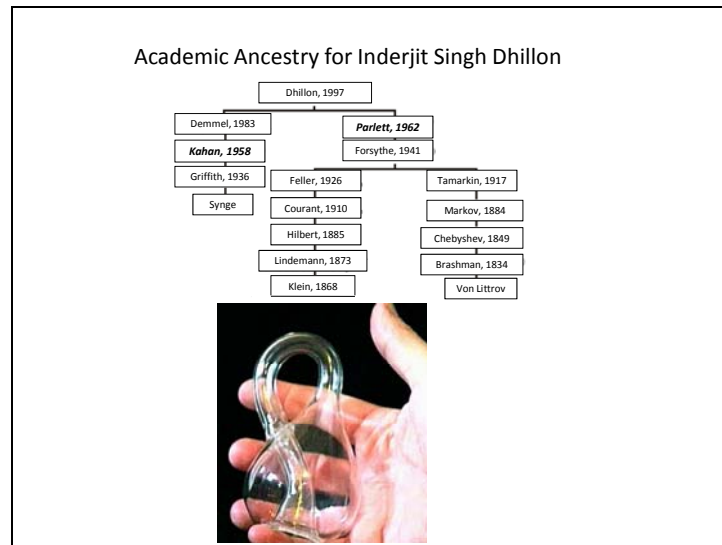 Academic Ancestry for Inderjit Singh Dhillon
Dhillon, 1997
Demmel, 1983
Parlett, 1962
Kahan, 1958
Forsythe, 1941
Griffith, 1936
Feller, 1926
Tamarkin, 1917
Synge
Courant, 1910
Markov, 1884
Hilbert, 1885
Chebyshev, 1849
Lindemann, 1873
Brashman, 1834
Klein, 1868
Von Littrov